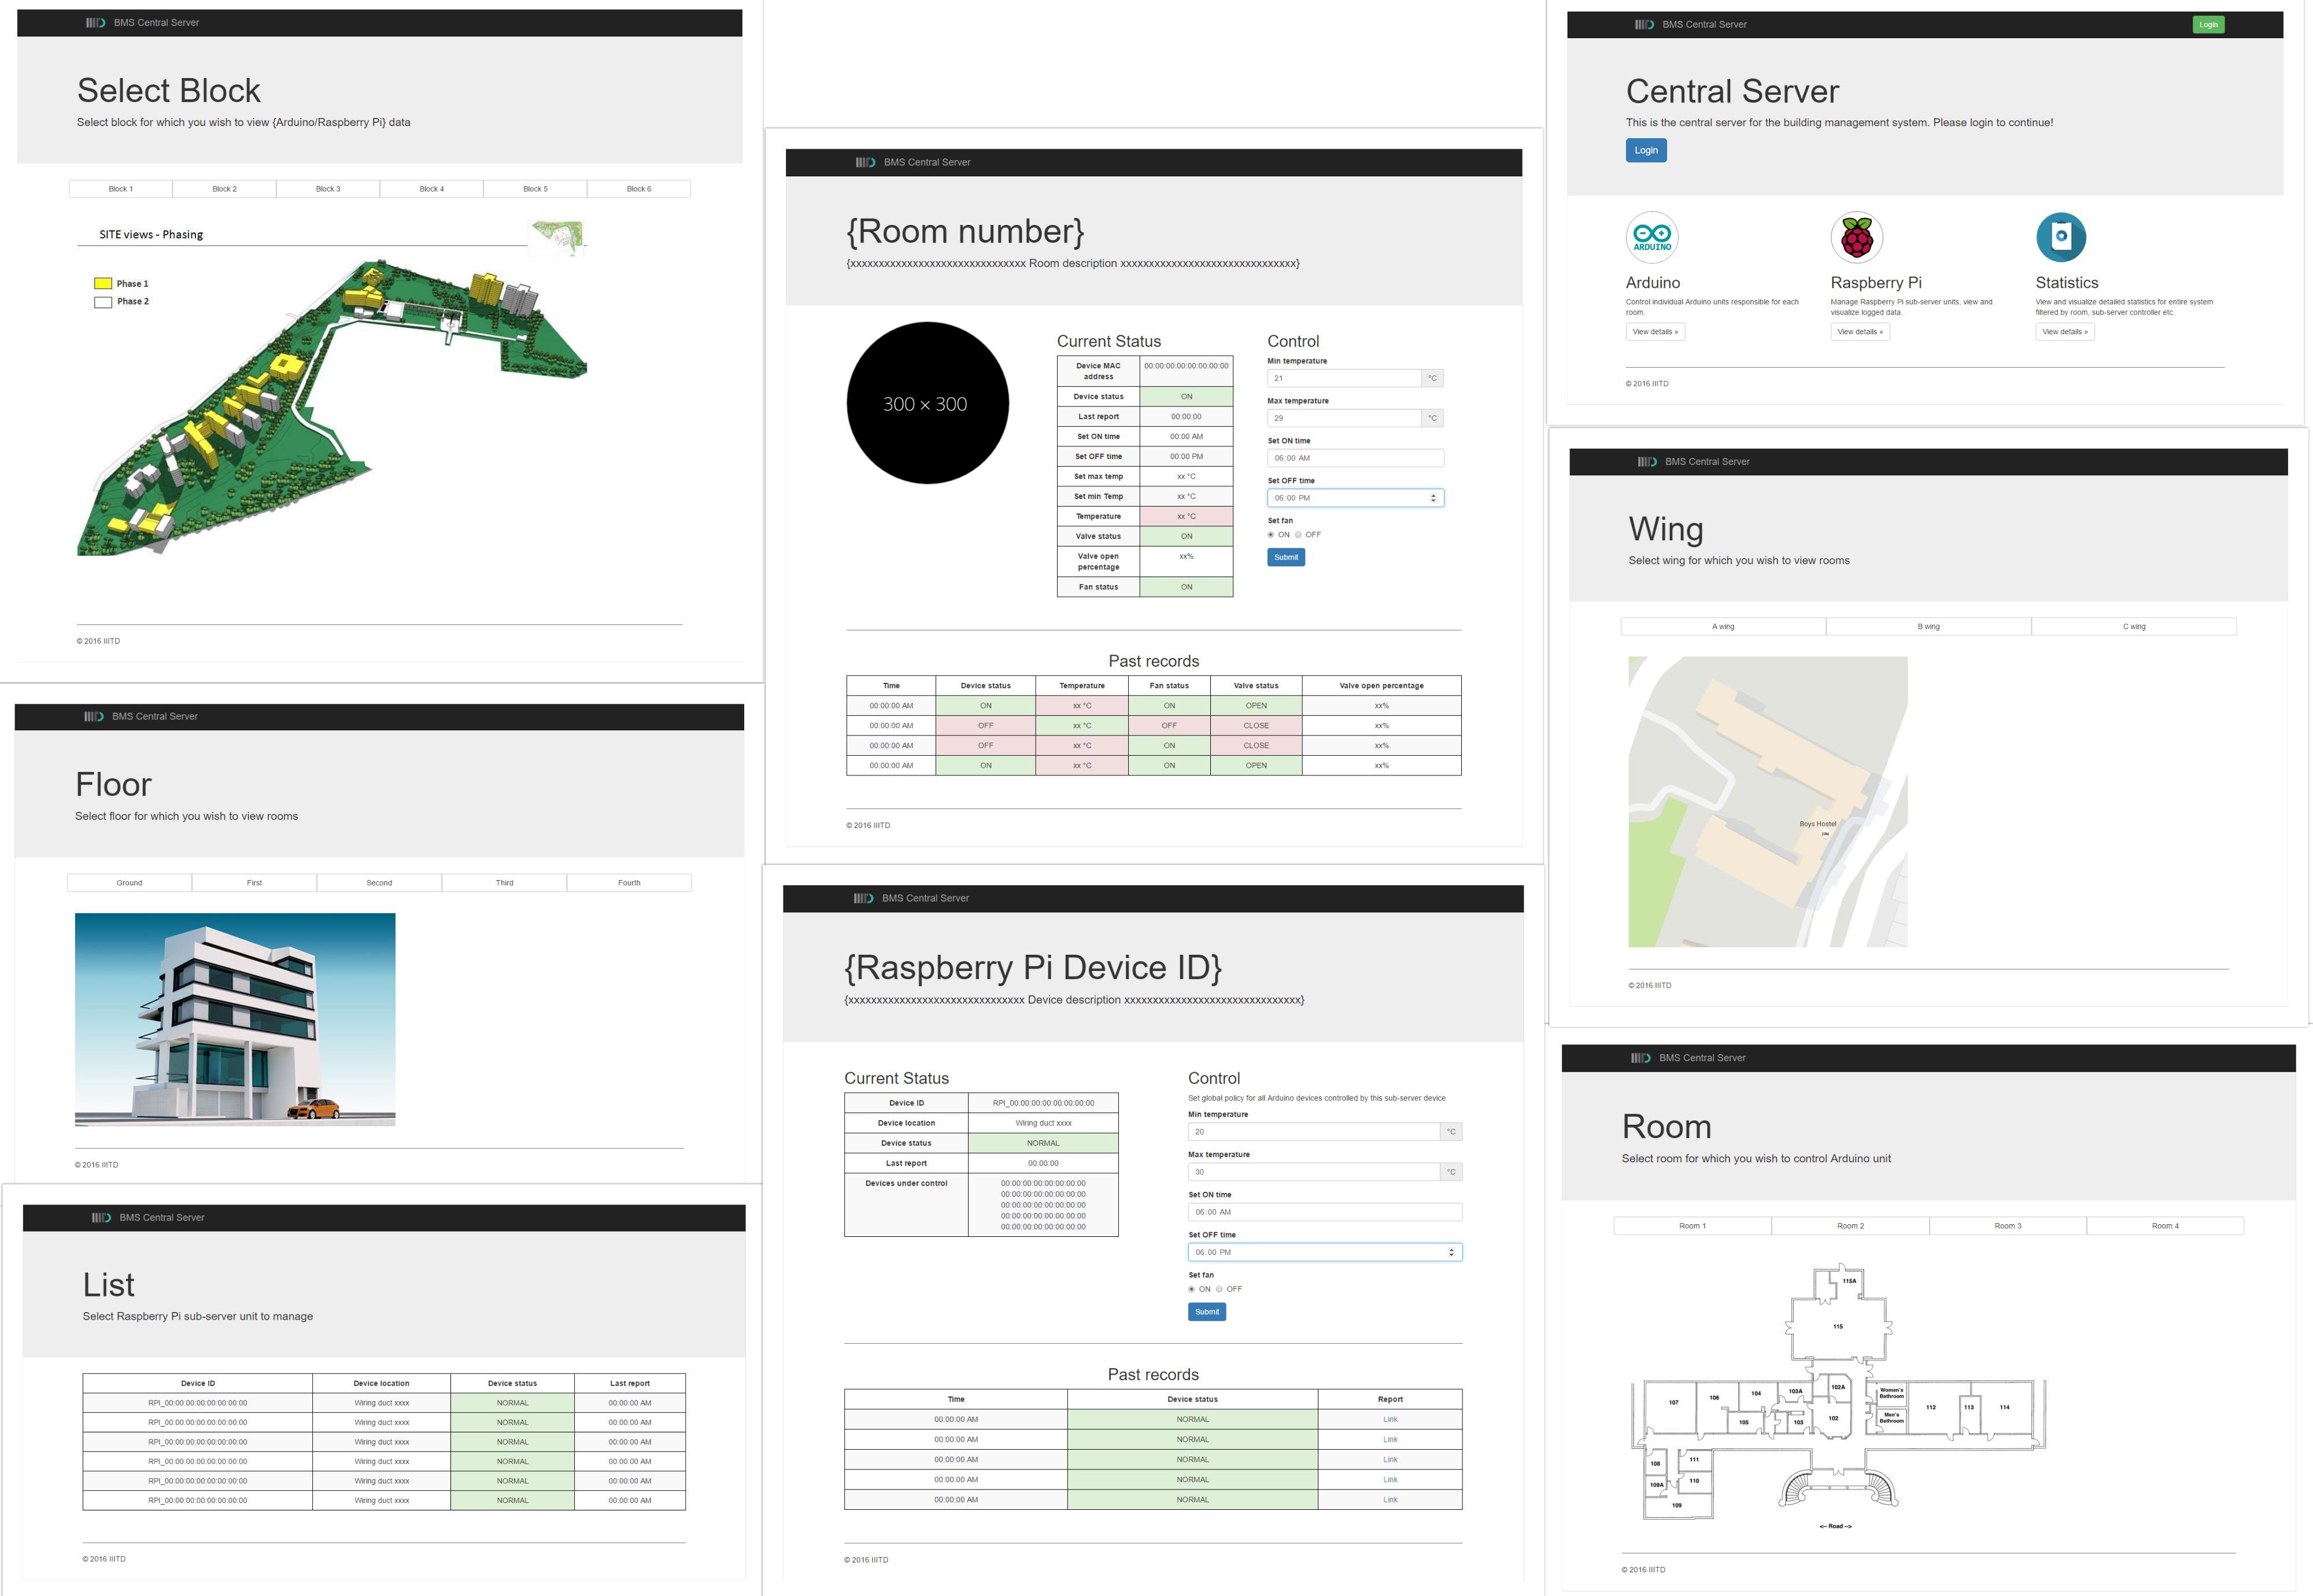 BMS Central Server
Select Block
Select block for which you wish to view {Arduino/Raspberry Pi} data
Block 1 Block 2 Block 3 Block 4 Block 5 Block 6
SITE views - Phasing
Phase 1
Phase 2
© 2016 IIITD
BMS Central Server
Floor
Select floor for which you wish to view rooms
Ground First Second Third Fourth
© 2016 IIITD
BMS Central Server
List
Select Raspberry Pi sub-server unit to manage
Device ID Device location Device status Last report
RPI_00:00:00:00:00:00:00:00 Wiring duct xxxx NORMAL 00:00:00 AM
RPI_00:00:00:00:00:00:00:00 Wiring duct xxxx NORMAL 00:00:00 AM
RPI_00:00:00:00:00:00:00:00 Wiring duct xxxx NORMAL 00:00:00 AM
RPI_00:00:00:00:00:00:00:00 Wiring duct xxxx NORMAL 00:00:00 AM
RPI_00:00:00:00:00:00:00:00 Wiring duct xxxx NORMAL 00:00:00 AM
RPI_00:00:00:00:00:00:00:00 Wiring duct xxxx NORMAL 00:00:00 AM
© 2016 IIITD
BMS Central Server
{Room number}
{xxxxxxxxxxxxxxxxxxxxxxxxxxxxxxx Room description xxxxxxxxxxxxxxxxxxxxxxxxxxxxxxx}
300 × 300
Current Status
Device MAC address 00:00:00:00:00:00:00:00
Device status ON
Last report 00:00:00
Set ON time 00:00 AM
Set OFF time 00:00 PM
Set max temp xx °C
Set min Temp xx °C
Temperature xx °C
Valve status ON
Valve open percentage xx%
Fan status ON
Control
Min temperature
21 °C
Max temperature
29 °C
Set ON time
06:00 AM
Set OFF time
06:00 PM
Set fan
ON OFF
Submit
Past records
Time Device status Temperature Fan status Valve status Valve open percentage
00:00:00 AM ON xx °C ON OPEN xx%
00:00:00 AM OFF xx °C OFF CLOSE xx%
00:00:00 AM OFF xx °C ON CLOSE xx%
00:00:00 AM ON xx °C ON OPEN xx%
© 2016 IIITD
BMS Central Server
{Raspberry Pi Device ID}
{xxxxxxxxxxxxxxxxxxxxxxxxxxxxxxx Device description xxxxxxxxxxxxxxxxxxxxxxxxxxxxxxx}
Current Status
Device ID RPI_00:00:00:00:00:00:00:00
Device location Wiring duct xxxx
Device status NORMAL
Last report 00:00:00
Devices under control 00:00:00:00:00:00:00:00
00:00:00:00:00:00:00:00
00:00:00:00:00:00:00:00
00:00:00:00:00:00:00:00
00:00:00:00:00:00:00:00
Control
Set global policy for all Arduino devices controlled by this sub-server device
Min temperature
20 °C
Max temperature
30 °C
Set ON time
06:00 AM
Set OFF time
06:00 PM
Set fan
ON OFF
Submit
Past records
Time Device status Report
00:00:00 AM NORMAL Link
00:00:00 AM NORMAL Link
00:00:00 AM NORMAL Link
00:00:00 AM NORMAL Link
00:00:00 AM NORMAL Link
© 2016 IIITD
BMS Central Server Login
Central Server
This is the central server for the building management system. Please login to continue!
Login
ARDUINO
Arduino
Control individual Arduino units responsible for each
room.
View details »
Raspberry Pi
Manage Raspberry Pi sub-server units, view and
visualize logged data.
View details »
Statistics
View and visualize detailed statistics for entire system
filtered by room, sub-server controller etc.
View details »
© 2016 IIITD
BMS Central Server
Wing
Select wing for which you wish to view rooms
A wing B wing C wing
Boys Hostel
© 2016 IIITD
BMS Central Server
Room
Select room for which you wish to control Arduino unit
Room 1 Room 2 Room 3 Room 4
115A
115
107 106 104 103A 102A Women's Bathroom
105 103 102 Men's Bathroom 112 113 114
108 111
109A 110
109
<-- Road -->
© 2016 IIITD